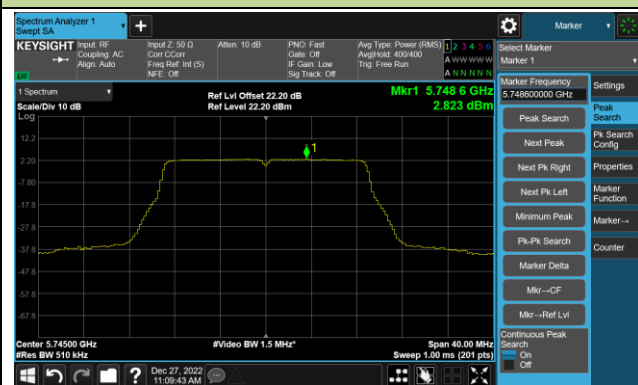 Spectrum Analyzer 1
Swept SA
Marker
KEYSIGHT
Input: RF
Coupling: AC
Align: Auto
Input Z: 50 Ω
Corr CCorr
Freq Ref: Int (S)
NFE: Off
Atten: 10 dB
PNO: Fast
Gate: Off
IF Gain: Low
Sig Track: Off
Avg Type: Power (RMS)
Avg|Hold: 400/400
Trig: Free Run
1 2 3 4 5 6
A W W W W W
A N N N N N
Select Marker
Marker 1
1 Spectrum
Scale/Div 10 dB
Log
Ref Lvl Offset 22.20 dB
Ref Level 22.20 dBm
Mkr1 5.748 6 GHz
2.823 dBm
12.2
2.20
-7.80
-17.8
-27.8
-37.8
-47.8
-57.8
-67.8
1
Center 5.74500 GHz
#Res BW 510 kHz
#Video BW 1.5 MHz*
Span 40.00 MHz
Sweep 1.00 ms (201 pts)
Marker Frequency
5.748600000 GHz
Peak Search
Next Peak
Next Pk Right
Next Pk Left
Minimum Peak
Pk-Pk Search
Marker Delta
Mkr→CF
Mkr→Ref Lvl
Continuous Peak
Search
On
Off
Settings
Peak
Search
Pk Search
Config
Properties
Marker
Function
Marker→
Counter
Dec 27, 2022
11:09:43 AM